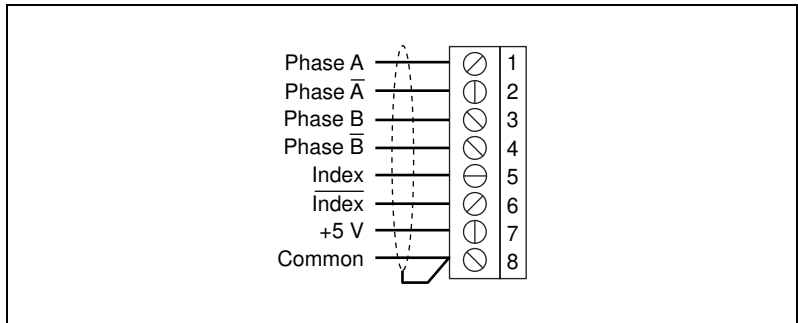 Phase A 1
Phase A̅ 2
Phase B 3
Phase B̅ 4
Index 5
I̅n̅d̅e̅x̅ 6
+5 V 7
Common 8